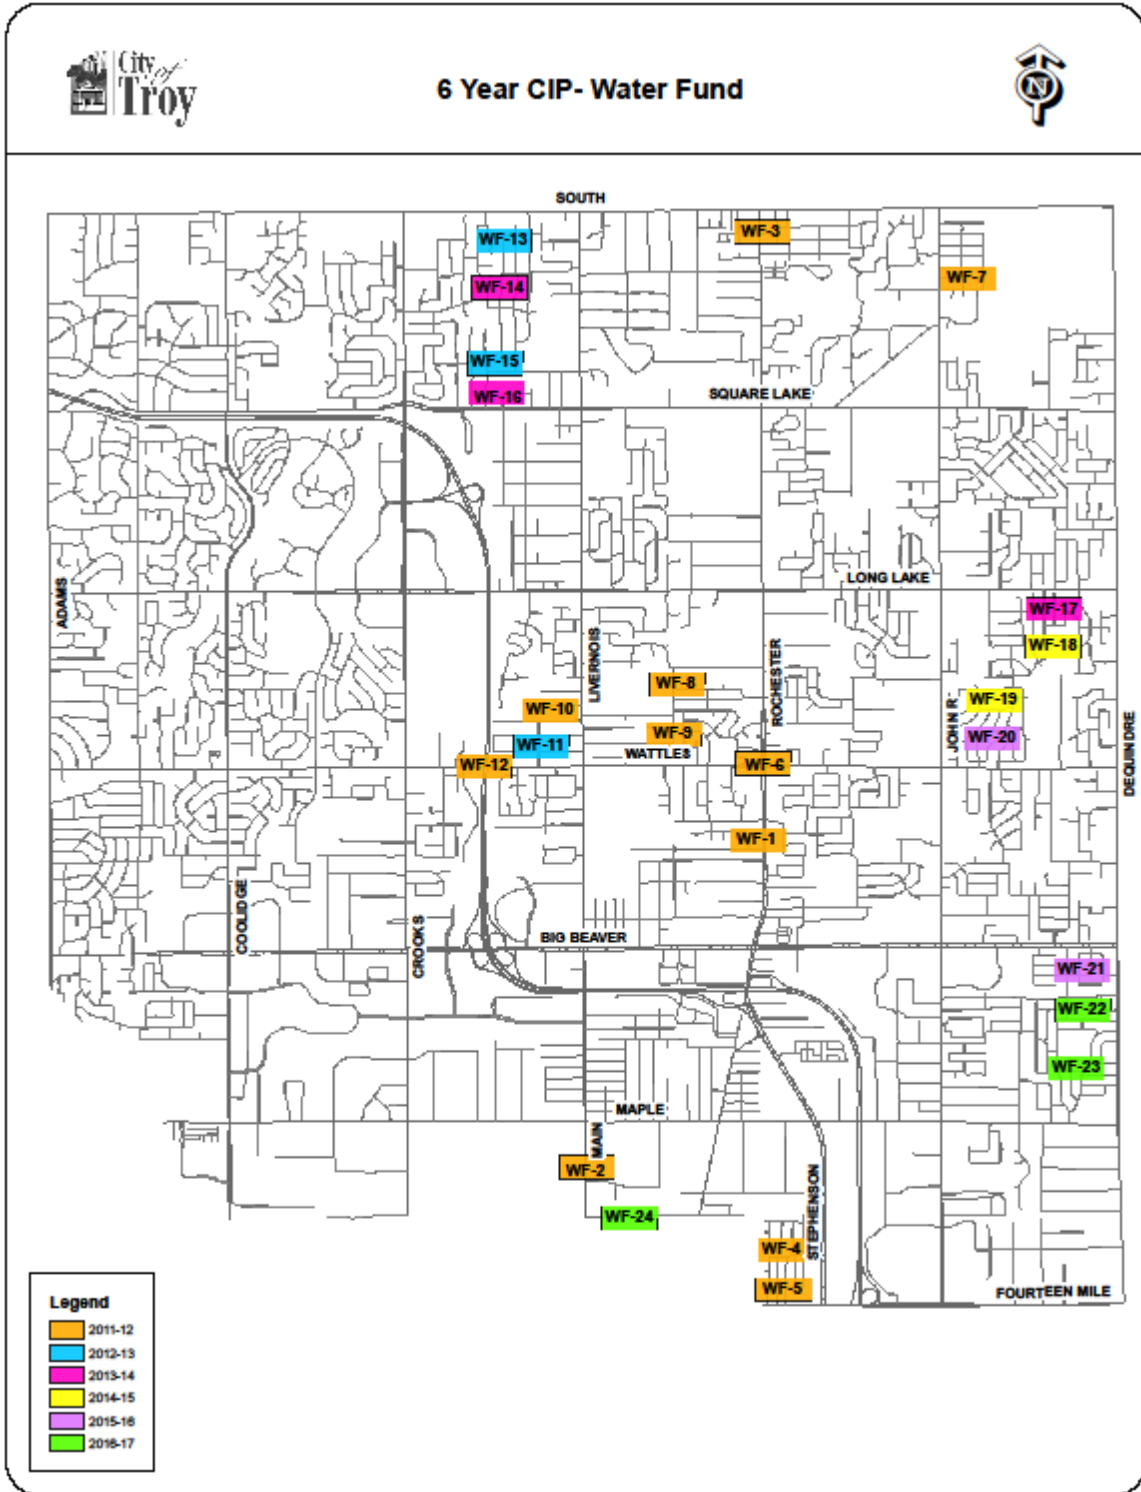 City of Troy
6 Year CIP- Water Fund
N
SOUTH
WF-3
WF-13
WF-7
WF-14
WF-15
WF-16
SQUARE LAKE
LONG LAKE
ADAMS
WF-17
LIVERNOIS
ROCHESTER
WF-18
WF-8
WF-19
WF-10
JOHN R
WF-9
WF-20
WF-11
WATTLES
DEQUINDRE
WF-12
WF-6
WF-1
COOLIDGE
CROOKS
BIG BEAVER
WF-21
WF-22
WF-23
MAPLE
MAIN
WF-2
STEPHENSON
WF-24
WF-4
WF-5
FOURTEEN MILE
Legend
2011-12
2012-13
2013-14
2014-15
2015-16
2016-17